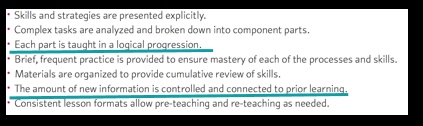 • Skills and strategies are presented explicitly.
• Complex tasks are analyzed and broken down into component parts.
• Each part is taught in a logical progression.
• Brief, frequent practice is provided to ensure mastery of each of the processes and skills.
• Materials are organized to provide cumulative review of skills.
• The amount of new information is controlled and connected to prior learning.
• Consistent lesson formats allow pre-teaching and re-teaching as needed.